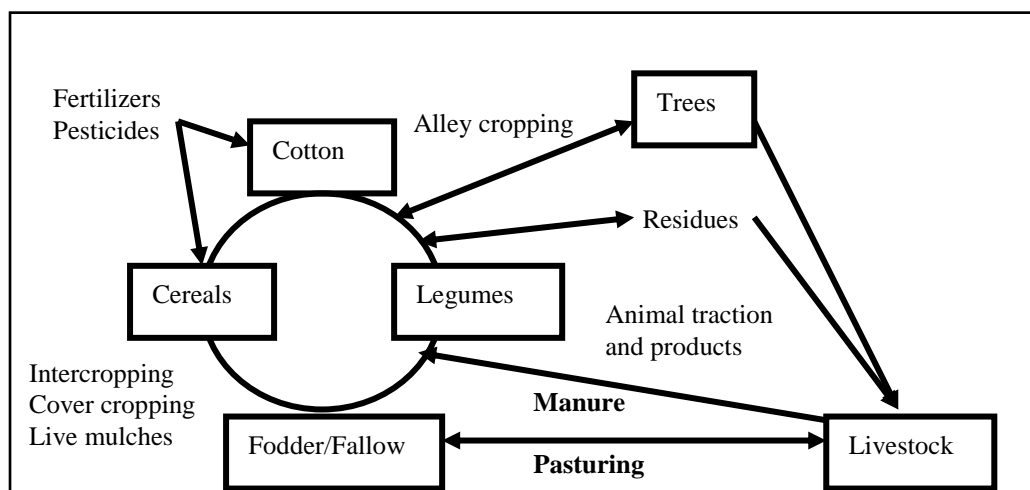 Fertilizers
Pesticides
Cotton
Alley cropping
Trees
Residues
Cereals
Legumes
Animal traction
and products
Intercropping
Cover cropping
Live mulches
Manure
Fodder/Fallow
Pasturing
Livestock